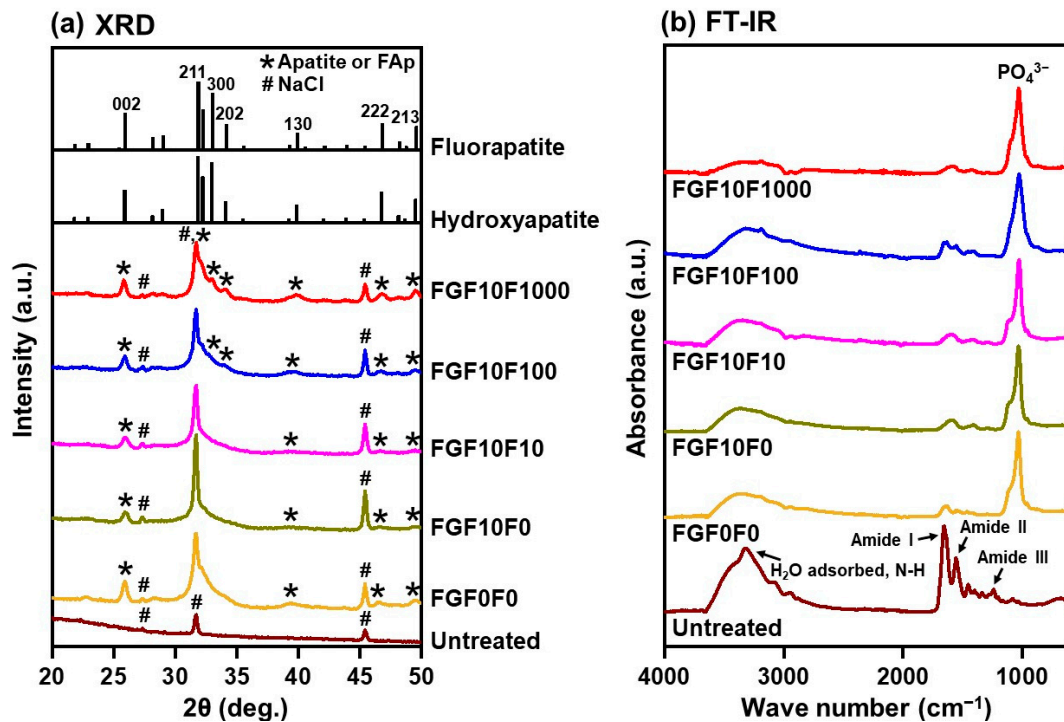 (a) XRD
* Apatite or FAp
# NaCl
002
211
300
202
130
222
213
Fluorapatite
Hydroxyapatite
* # #,* * * * # * *
FGF10F1000
* # * * * # * *
FGF10F100
* # * # * *
FGF10F10
* # * # * *
FGF10F0
* # * # * *
FGF0F0
# # #
Untreated
Intensity (a.u.)
20 25 30 35 40 45 50
2θ (deg.)
(b) FT-IR
PO₄³⁻
FGF10F1000
FGF10F100
FGF10F10
FGF10F0
FGF0F0
Amide I
Amide II
Amide III
H₂O adsorbed, N-H
Untreated
Absorbance (a.u.)
4000 3000 2000 1000
Wave number (cm⁻¹)